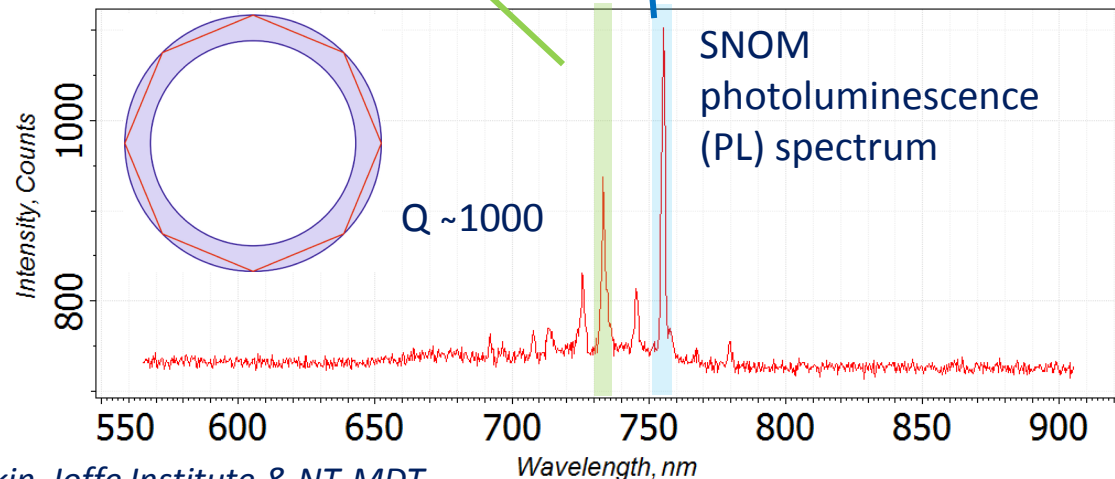 SNOM
photoluminescence
(PL) spectrum
Q ~1000
Intensity, Counts
1000
800
550 600 650 700 750 800 850 900
Wavelength, nm
Joffe Institute & NT-MDT